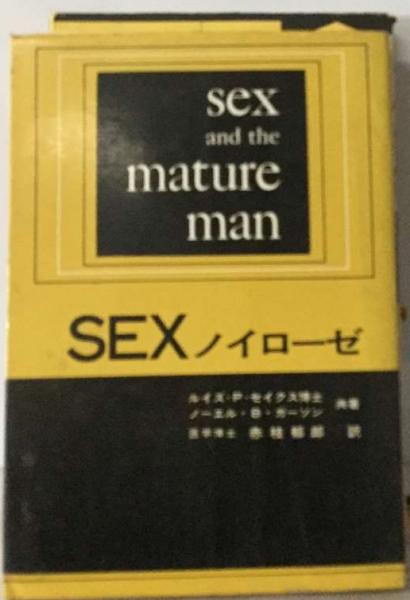 sex
and the
mature
man
SEXノイローゼ
ルイズ・P・セイクス博士
ノーエル・B・ガーソン
共著
医学博士 赤枝郁郎 訳